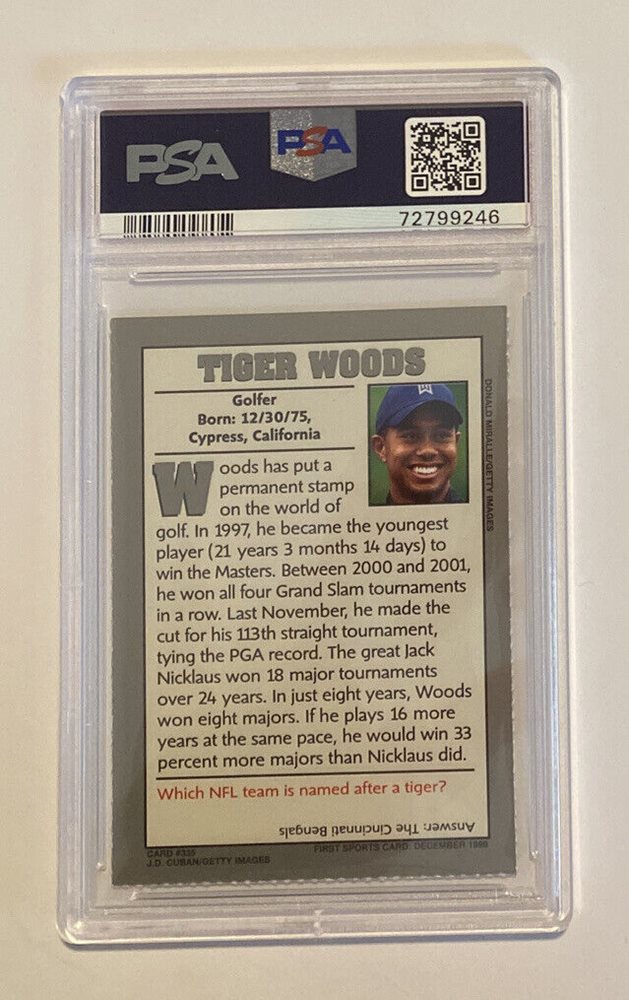 PSA
PSA
72799246
TIGER WOODS
Golfer
Born: 12/30/75,
Cypress, California
DONALD MIRALLE/GETTY IMAGES
Woods has put a
permanent stamp
on the world of
golf. In 1997, he became the youngest
player (21 years 3 months 14 days) to
win the Masters. Between 2000 and 2001,
he won all four Grand Slam tournaments
in a row. Last November, he made the
cut for his 113th straight tournament,
tying the PGA record. The great Jack
Nicklaus won 18 major tournaments
over 24 years. In just eight years, Woods
won eight majors. If he plays 16 more
years at the same pace, he would win 33
percent more majors than Nicklaus did.
Which NFL team is named after a tiger?
Answer: The Cincinnati Bengals
CARD #335 FIRST SPORTS CARD: DECEMBER 1996
J.D. CUBAN/GETTY IMAGES